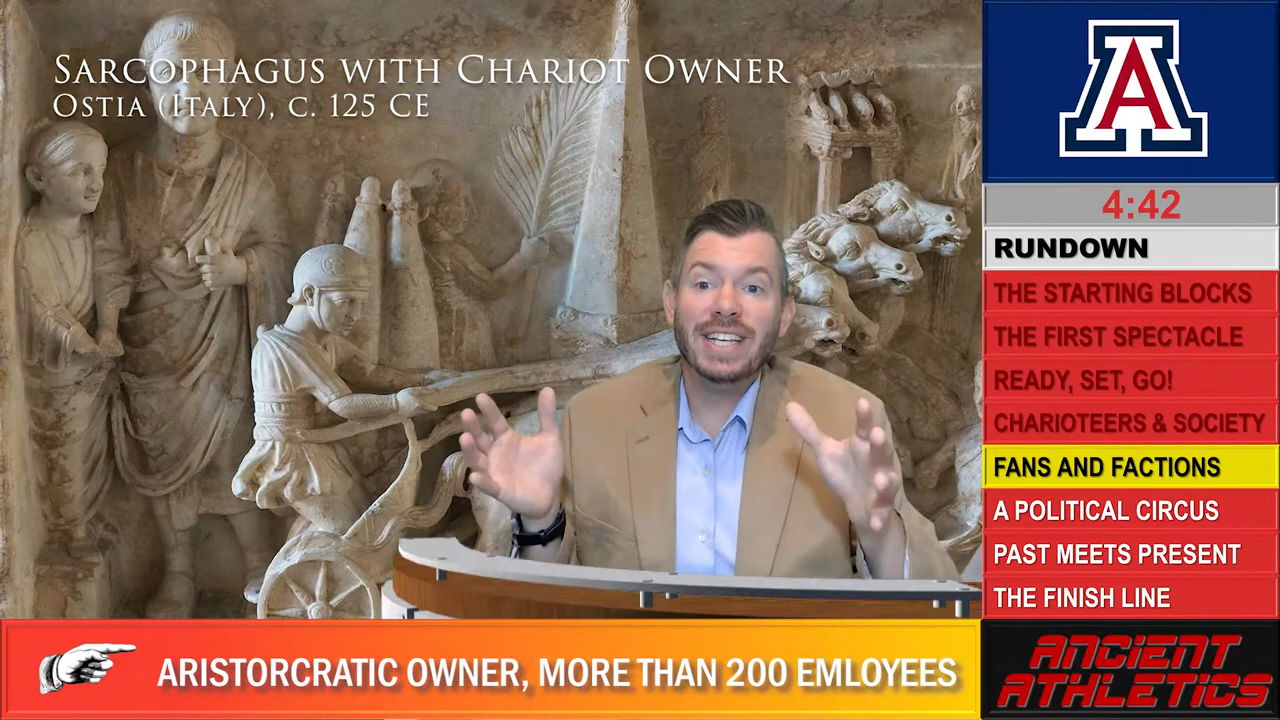 SARCOPHAGUS WITH CHARIOT OWNER
OSTIA (ITALY), C. 125 CE
A
4:42
RUNDOWN
THE STARTING BLOCKS
THE FIRST SPECTACLE
READY, SET, GO!
CHARIOTEERS & SOCIETY
FANS AND FACTIONS
A POLITICAL CIRCUS
PAST MEETS PRESENT
THE FINISH LINE
ARISTORCRATIC OWNER, MORE THAN 200 EMLOYEES
ANCiENT
ATHLETICS